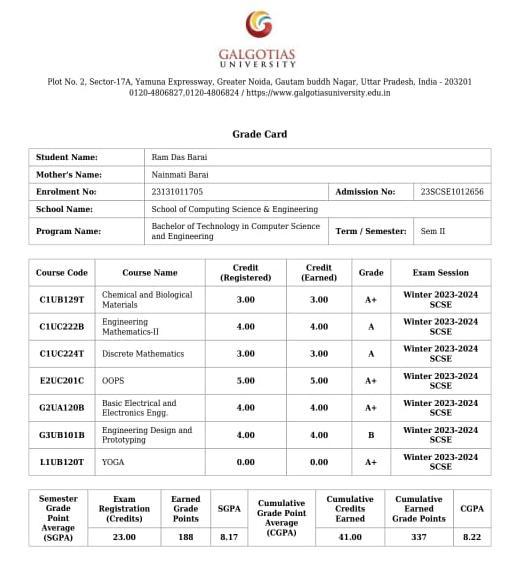 GALGOTIAS
UNIVERSITY
Plot No. 2, Sector-17A, Yamuna Expressway, Greater Noida, Gautam buddh Nagar, Uttar Pradesh, India - 203201
0120-4806827,0120-4806824 / https://www.galgotiasuniversity.edu.in
Grade Card
Student Name: Ram Das Barai
Mother's Name: Nainmati Barai
Enrolment No: 23131011705 Admission No: 23SCSE1012656
School Name: School of Computing Science & Engineering
Program Name: Bachelor of Technology in Computer Science
and Engineering Term / Semester: Sem II
Course Code Course Name Credit
(Registered) Credit
(Earned) Grade Exam Session
C1UB129T Chemical and Biological
Materials 3.00 3.00 A+ Winter 2023-2024
SCSE
C1UC222B Engineering
Mathematics-II 4.00 4.00 A Winter 2023-2024
SCSE
C1UC224T Discrete Mathematics 3.00 3.00 A Winter 2023-2024
SCSE
E2UC201C OOPS 5.00 5.00 A+ Winter 2023-2024
SCSE
G2UA120B Basic Electrical and
Electronics Engg. 4.00 4.00 A+ Winter 2023-2024
SCSE
G3UB101B Engineering Design and
Prototyping 4.00 4.00 B Winter 2023-2024
SCSE
L1UB120T YOGA 0.00 0.00 A+ Winter 2023-2024
SCSE
Semester
Grade
Point
Average
(SGPA)
Exam
Registration
(Credits)
23.00
Earned
Grade
Points
188
SGPA
8.17
Cumulative
Grade Point
Average
(CGPA)
Cumulative
Credits
Earned
41.00
Cumulative
Earned
Grade Points
337
CGPA
8.22